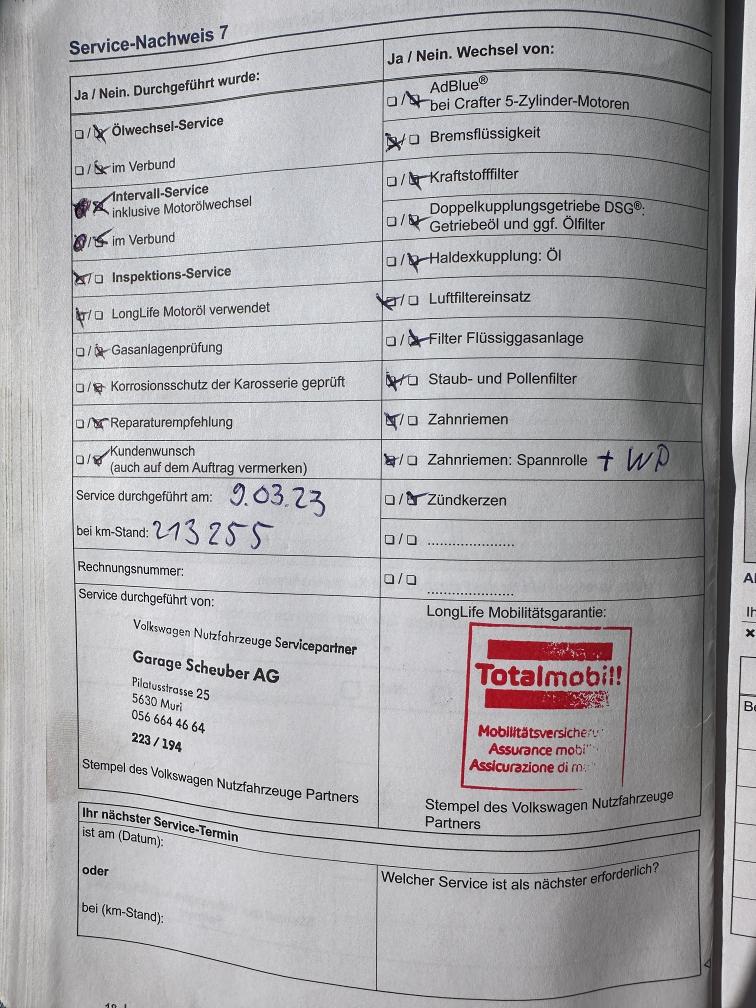 Service-Nachweis 7
Ja / Nein. Durchgeführt wurde:
Ölwechsel-Service
im Verbund
Intervall-Service
inklusive Motorölwechsel
im Verbund
Inspektions-Service
LongLife Motoröl verwendet
Gasanlagenprüfung
Korrosionsschutz der Karosserie geprüft
Reparaturempfehlung
Kundenwunsch
(auch auf dem Auftrag vermerken)
Service durchgeführt am: 9.03.23
bei km-Stand: 213255
Rechnungsnummer:
Service durchgeführt von:
Volkswagen Nutzfahrzeuge Servicepartner
Garage Scheuber AG
Pilatusstrasse 25
5630 Muri
056 664 46 64
223 / 194
Stempel des Volkswagen Nutzfahrzeuge Partners
Ja / Nein. Wechsel von:
AdBlue®
bei Crafter 5-Zylinder-Motoren
Bremsflüssigkeit
Kraftstofffilter
Doppelkupplungsgetriebe DSG®:
Getriebeöl und ggf. Ölfilter
Haldexkupplung: Öl
Luftfiltereinsatz
Filter Flüssiggasanlage
Staub- und Pollenfilter
Zahnriemen
Zahnriemen: Spannrolle + WP
Zündkerzen
LongLife Mobilitätsgarantie:
Totalmobil!
Mobilitätsversicheru
Assurance mobi
Assicurazione di m
Stempel des Volkswagen Nutzfahrzeuge
Partners
Ihr nächster Service-Termin
ist am (Datum):
oder
bei (km-Stand):
Welcher Service ist als nächster erforderlich?